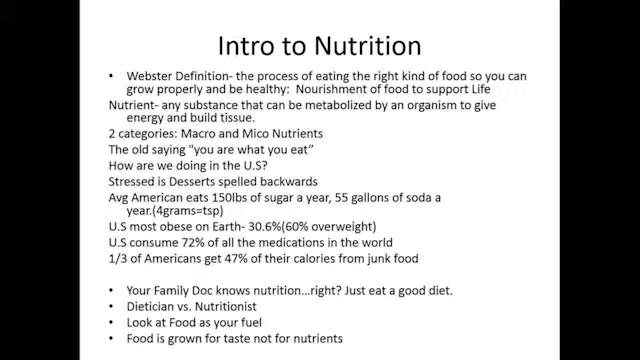 Intro to Nutrition
• Webster Definition- the process of eating the right kind of food so you can
grow properly and be healthy: Nourishment of food to support Life
Nutrient- any substance that can be metabolized by an organism to give
energy and build tissue.
2 categories: Macro and Mico Nutrients
The old saying "you are what you eat”
How are we doing in the U.S?
Stressed is Desserts spelled backwards
Avg American eats 150lbs of sugar a year, 55 gallons of soda a
year.(4grams=tsp)
U.S most obese on Earth- 30.6%(60% overweight)
U.S consume 72% of all the medications in the world
1/3 of Americans get 47% of their calories from junk food
• Your Family Doc knows nutrition...right? Just eat a good diet.
• Dietician vs. Nutritionist
• Look at Food as your fuel
• Food is grown for taste not for nutrients